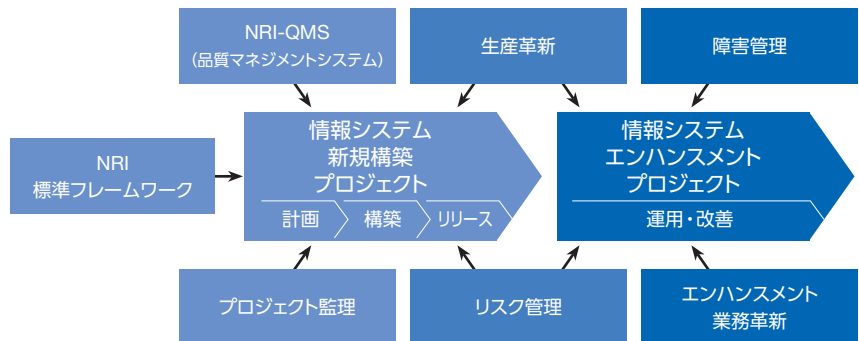 NRI-QMS
（品質マネジメントシステム）
生産革新
障害管理
NRI
標準フレームワーク
情報システム
新規構築
プロジェクト
計画
構築
リリース
情報システム
エンハンスメント
プロジェクト
運用・改善
プロジェクト監理
リスク管理
エンハンスメント
業務革新